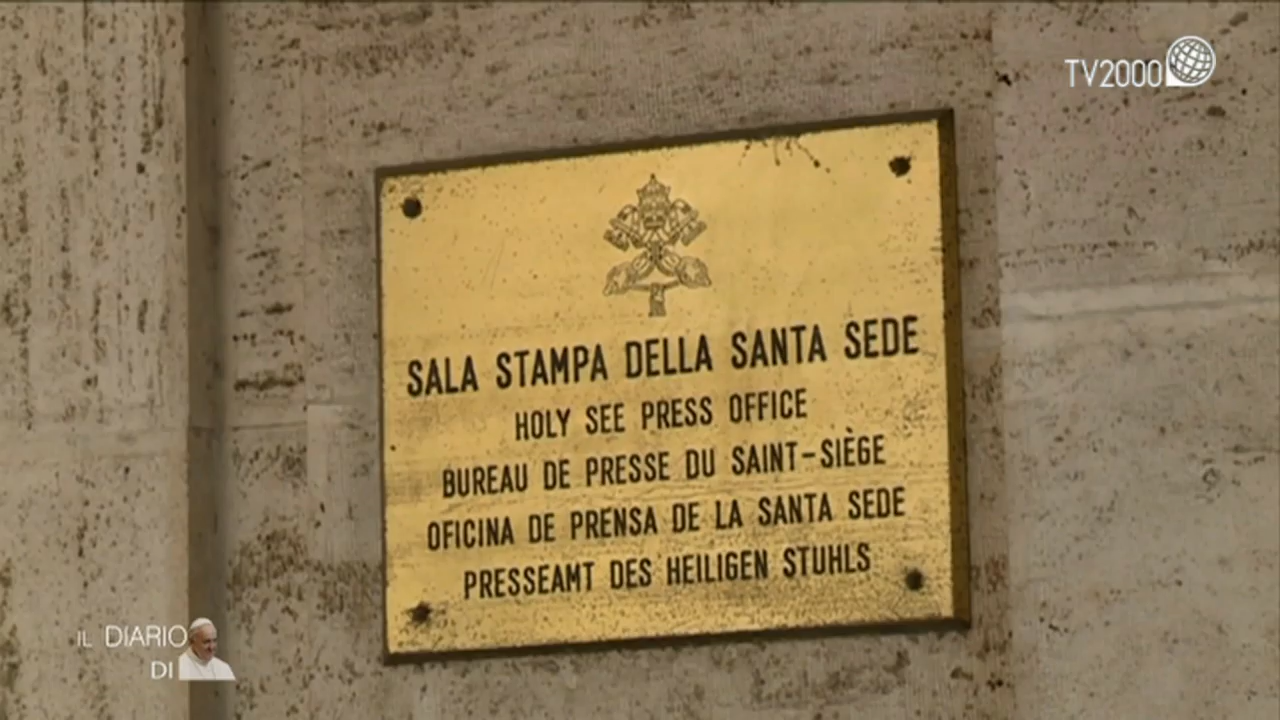 TV2000
SALA STAMPA DELLA SANTA SEDE
HOLY SEE PRESS OFFICE
BUREAU DE PRESSE DU SAINT-SIÈGE
OFICINA DE PRENSA DE LA SANTA SEDE
PRESSEAMT DES HEILIGEN STUHLS
IL DIARIO
DI